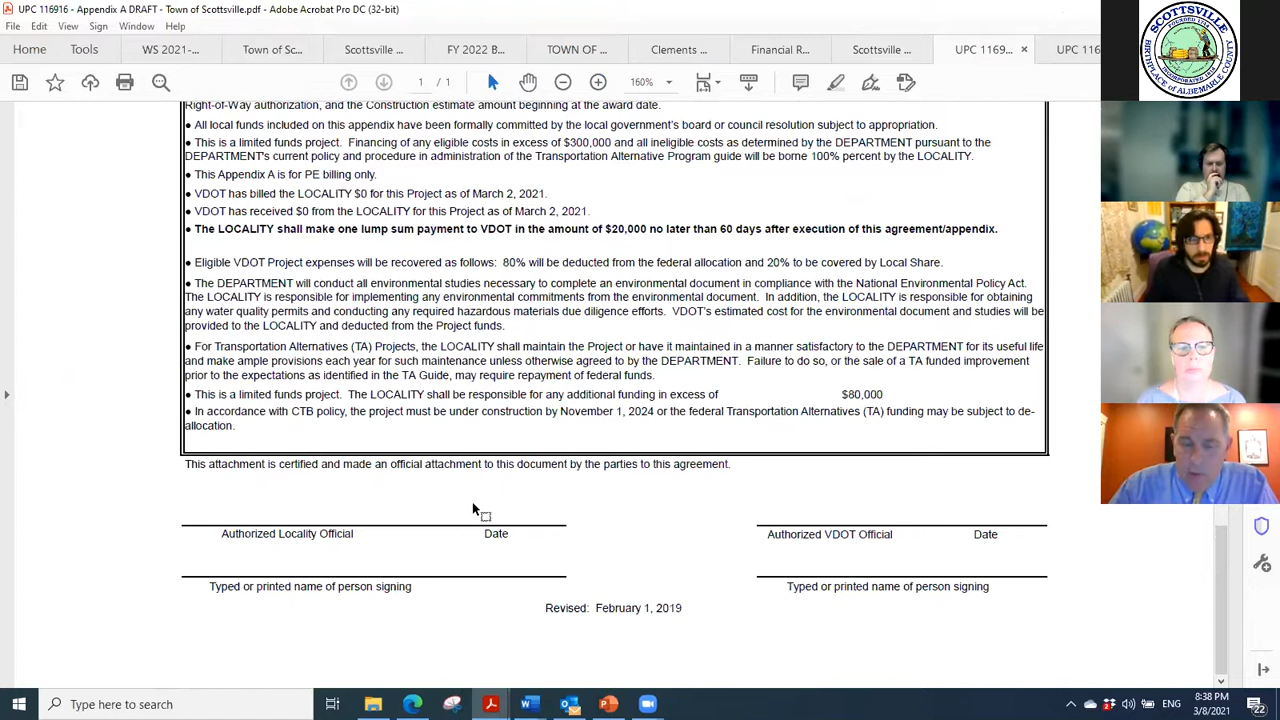 UPC 116916 - Appendix A DRAFT - Town of Scottsville.pdf - Adobe Acrobat Pro DC (32-bit)
File Edit View Sign Window Help
Home Tools WS 2021-... Town of Sc... Scottsville ... FY 2022 B... TOWN OF ... Clements ... Financial R... Scottsville ... UPC 1169... × UPC 116
1 / 1 160%
Right-of-Way authorization, and the Construction estimate amount beginning at the award date.
● All local funds included on this appendix have been formally committed by the local government's board or council resolution subject to appropriation.
● This is a limited funds project. Financing of any eligible costs in excess of $300,000 and all ineligible costs as determined by the DEPARTMENT pursuant to the
DEPARTMENT's current policy and procedure in administration of the Transportation Alternative Program guide will be borne 100% percent by the LOCALITY.
● This Appendix A is for PE billing only.
● VDOT has billed the LOCALITY $0 for this Project as of March 2, 2021.
● VDOT has received $0 from the LOCALITY for this Project as of March 2, 2021.
● The LOCALITY shall make one lump sum payment to VDOT in the amount of $20,000 no later than 60 days after execution of this agreement/appendix.
● Eligible VDOT Project expenses will be recovered as follows: 80% will be deducted from the federal allocation and 20% to be covered by Local Share.
● The DEPARTMENT will conduct all environmental studies necessary to complete an environmental document in compliance with the National Environmental Policy Act.
The LOCALITY is responsible for implementing any environmental commitments from the environmental document. In addition, the LOCALITY is responsible for obtaining
any water quality permits and conducting any required hazardous materials due diligence efforts. VDOT's estimated cost for the environmental document and studies will be
provided to the LOCALITY and deducted from the Project funds.
● For Transportation Alternatives (TA) Projects, the LOCALITY shall maintain the Project or have it maintained in a manner satisfactory to the DEPARTMENT for its useful life
and make ample provisions each year for such maintenance unless otherwise agreed to by the DEPARTMENT. Failure to do so, or the sale of a TA funded improvement
prior to the expectations as identified in the TA Guide, may require repayment of federal funds.
● This is a limited funds project. The LOCALITY shall be responsible for any additional funding in excess of $80,000
● In accordance with CTB policy, the project must be under construction by November 1, 2024 or the federal Transportation Alternatives (TA) funding may be subject to de-
allocation.
This attachment is certified and made an official attachment to this document by the parties to this agreement.
Authorized Locality Official Date Authorized VDOT Official Date
Typed or printed name of person signing Typed or printed name of person signing
Revised: February 1, 2019
SCOTTSVILLE
FOUNDED 1744
BIRTHPLACE OF ALBEMARLE COUNTY
Type here to search
ENG
8:38 PM
3/8/2021
22